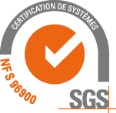 CERTIFICATION DE SYSTÈMES
NF S 96900
SGS